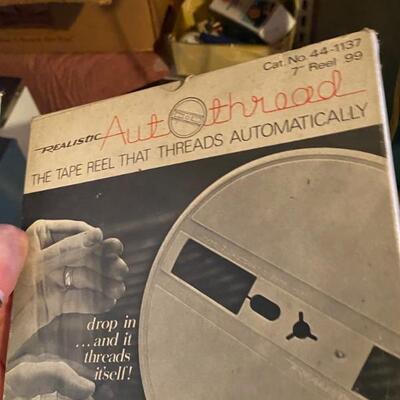 Cat. No. 44-1137
7" Reel 99
REALISTIC Autothread
THE TAPE REEL THAT THREADS AUTOMATICALLY
drop in
...and it
threads
itself!